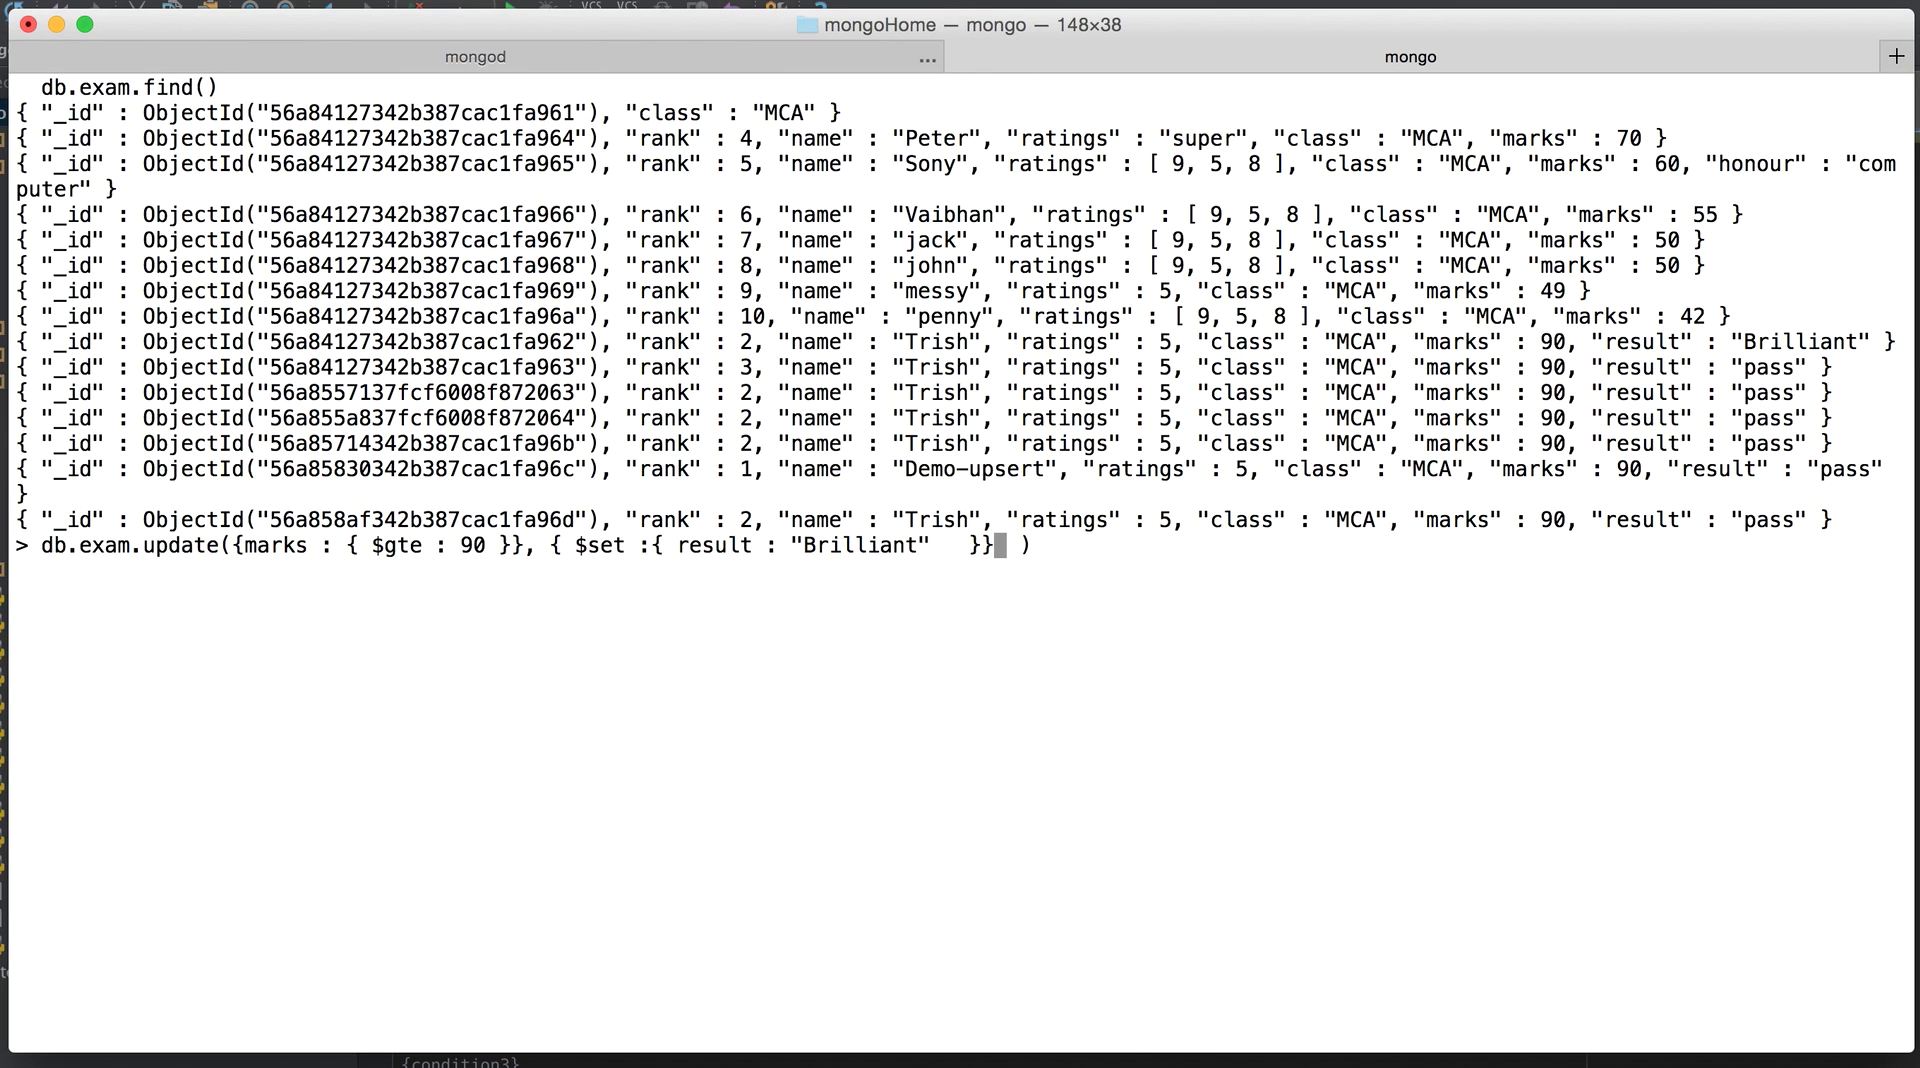 VCS VCS
mongoHome — mongo — 148×38
mongod ... mongo +
db.exam.find()
{ "_id" : ObjectId("56a84127342b387cac1fa961"), "class" : "MCA" }
{ "_id" : ObjectId("56a84127342b387cac1fa964"), "rank" : 4, "name" : "Peter", "ratings" : "super", "class" : "MCA", "marks" : 70 }
{ "_id" : ObjectId("56a84127342b387cac1fa965"), "rank" : 5, "name" : "Sony", "ratings" : [ 9, 5, 8 ], "class" : "MCA", "marks" : 60, "honour" : "com
puter" }
{ "_id" : ObjectId("56a84127342b387cac1fa966"), "rank" : 6, "name" : "Vaibhan", "ratings" : [ 9, 5, 8 ], "class" : "MCA", "marks" : 55 }
{ "_id" : ObjectId("56a84127342b387cac1fa967"), "rank" : 7, "name" : "jack", "ratings" : [ 9, 5, 8 ], "class" : "MCA", "marks" : 50 }
{ "_id" : ObjectId("56a84127342b387cac1fa968"), "rank" : 8, "name" : "john", "ratings" : [ 9, 5, 8 ], "class" : "MCA", "marks" : 50 }
{ "_id" : ObjectId("56a84127342b387cac1fa969"), "rank" : 9, "name" : "messy", "ratings" : 5, "class" : "MCA", "marks" : 49 }
{ "_id" : ObjectId("56a84127342b387cac1fa96a"), "rank" : 10, "name" : "penny", "ratings" : [ 9, 5, 8 ], "class" : "MCA", "marks" : 42 }
{ "_id" : ObjectId("56a84127342b387cac1fa962"), "rank" : 2, "name" : "Trish", "ratings" : 5, "class" : "MCA", "marks" : 90, "result" : "Brilliant" }
{ "_id" : ObjectId("56a84127342b387cac1fa963"), "rank" : 3, "name" : "Trish", "ratings" : 5, "class" : "MCA", "marks" : 90, "result" : "pass" }
{ "_id" : ObjectId("56a8557137fcf6008f872063"), "rank" : 2, "name" : "Trish", "ratings" : 5, "class" : "MCA", "marks" : 90, "result" : "pass" }
{ "_id" : ObjectId("56a855a837fcf6008f872064"), "rank" : 2, "name" : "Trish", "ratings" : 5, "class" : "MCA", "marks" : 90, "result" : "pass" }
{ "_id" : ObjectId("56a85714342b387cac1fa96b"), "rank" : 2, "name" : "Trish", "ratings" : 5, "class" : "MCA", "marks" : 90, "result" : "pass" }
{ "_id" : ObjectId("56a85830342b387cac1fa96c"), "rank" : 1, "name" : "Demo-upsert", "ratings" : 5, "class" : "MCA", "marks" : 90, "result" : "pass"
}
{ "_id" : ObjectId("56a858af342b387cac1fa96d"), "rank" : 2, "name" : "Trish", "ratings" : 5, "class" : "MCA", "marks" : 90, "result" : "pass" }
> db.exam.update({marks : { $gte : 90 }}, { $set :{ result : "Brilliant"   }}  )
{condition3}